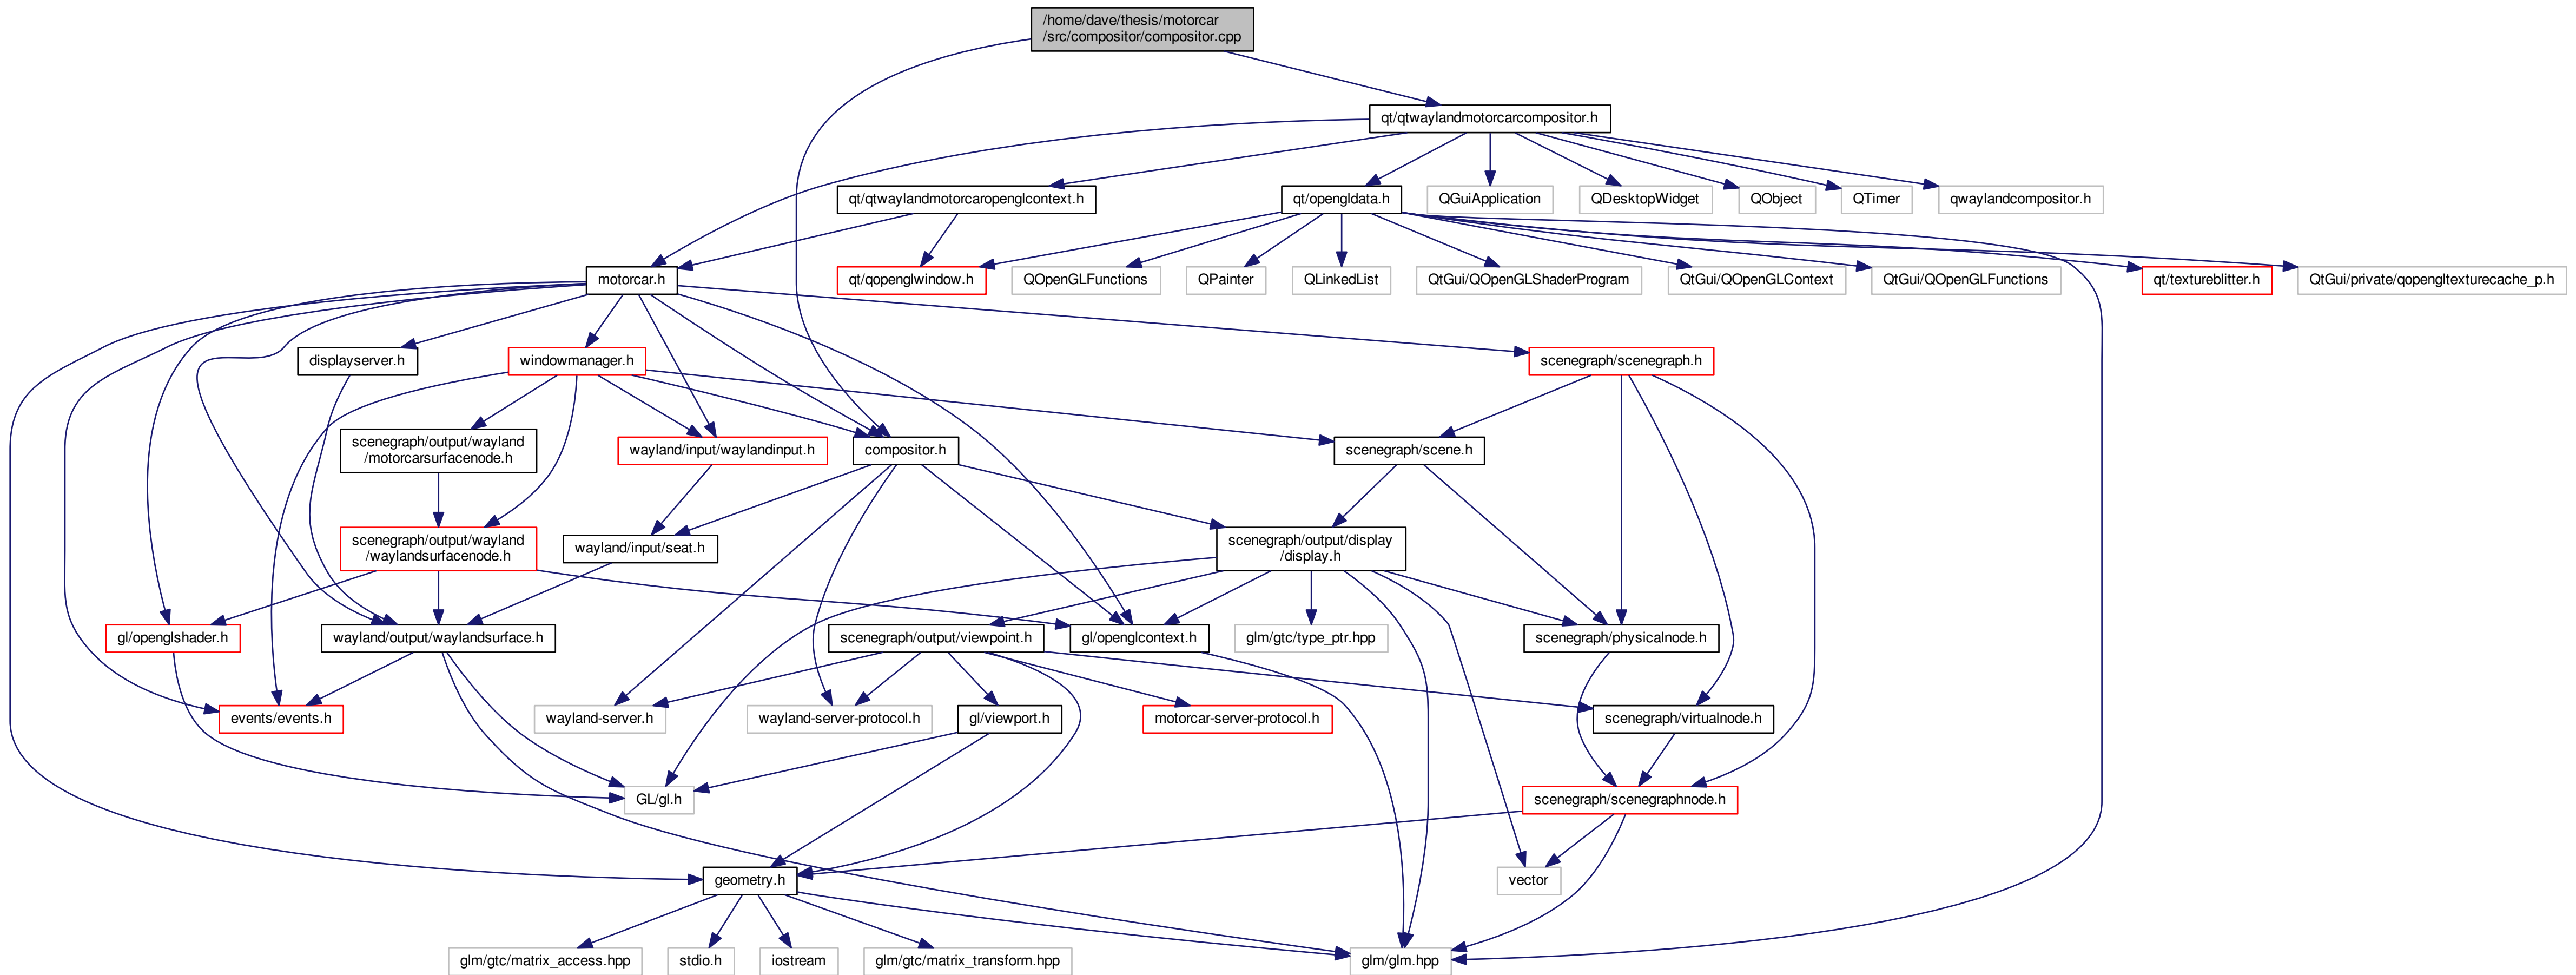 /home/dave/thesis/motorcar
/src/compositor/compositor.cpp
qt/qtwaylandmotorcarcompositor.h
qt/qtwaylandmotorcaropenglcontext.h
qt/opengldata.h
QGuiApplication
QDesktopWidget
QObject
QTimer
qwaylandcompositor.h
motorcar.h
qt/qopenglwindow.h
QOpenGLFunctions
QPainter
QLinkedList
QtGui/QOpenGLShaderProgram
QtGui/QOpenGLContext
QtGui/QOpenGLFunctions
qt/textureblitter.h
QtGui/private/qopengltexturecache_p.h
displayserver.h
windowmanager.h
scenegraph/scenegraph.h
scenegraph/output/wayland
/motorcarsurfacenode.h
wayland/input/waylandinput.h
compositor.h
scenegraph/scene.h
scenegraph/output/wayland
/waylandsurfacenode.h
wayland/input/seat.h
scenegraph/output/display
/display.h
gl/openglshader.h
wayland/output/waylandsurface.h
scenegraph/output/viewpoint.h
gl/openglcontext.h
glm/gtc/type_ptr.hpp
scenegraph/physicalnode.h
events/events.h
wayland-server.h
wayland-server-protocol.h
gl/viewport.h
motorcar-server-protocol.h
scenegraph/virtualnode.h
GL/gl.h
scenegraph/scenegraphnode.h
geometry.h
vector
glm/gtc/matrix_access.hpp
stdio.h
iostream
glm/gtc/matrix_transform.hpp
glm/glm.hpp